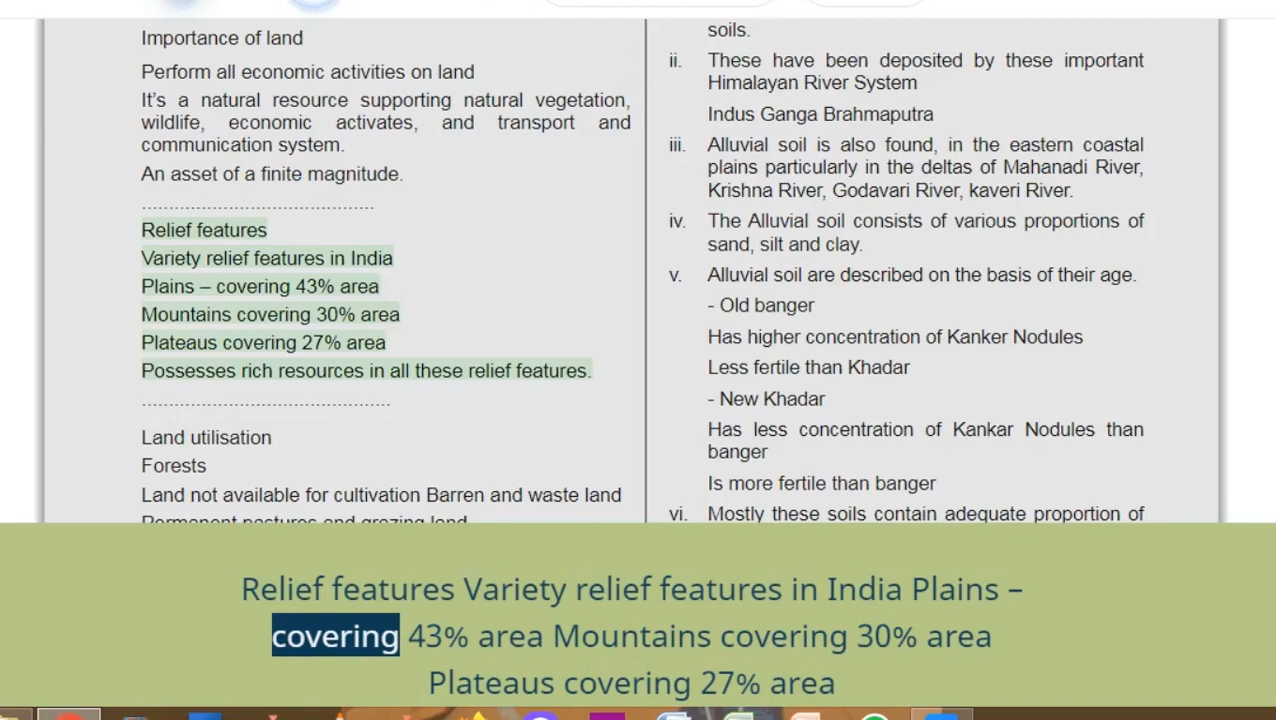 Importance of land
Perform all economic activities on land
It's a natural resource supporting natural vegetation,
wildlife, economic activates, and transport and
communication system.
An asset of a finite magnitude.
..........................................
Relief features
Variety relief features in India
Plains – covering 43% area
Mountains covering 30% area
Plateaus covering 27% area
Possesses rich resources in all these relief features.
.............................................
Land utilisation
Forests
Land not available for cultivation Barren and waste land
Permanent pastures and grazing land
soils.
ii. These have been deposited by these important
Himalayan River System
Indus Ganga Brahmaputra
iii. Alluvial soil is also found, in the eastern coastal
plains particularly in the deltas of Mahanadi River,
Krishna River, Godavari River, kaveri River.
iv. The Alluvial soil consists of various proportions of
sand, silt and clay.
v. Alluvial soil are described on the basis of their age.
- Old banger
Has higher concentration of Kanker Nodules
Less fertile than Khadar
- New Khadar
Has less concentration of Kankar Nodules than
banger
Is more fertile than banger
vi. Mostly these soils contain adequate proportion of
Relief features Variety relief features in India Plains –
covering 43% area Mountains covering 30% area
Plateaus covering 27% area